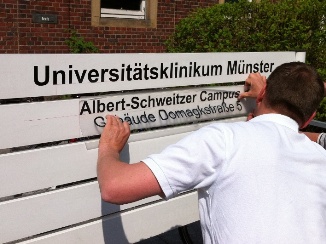 Universitätsklinikum Münster
Albert-Schweitzer Campus
Gebäude Domagkstraße 5